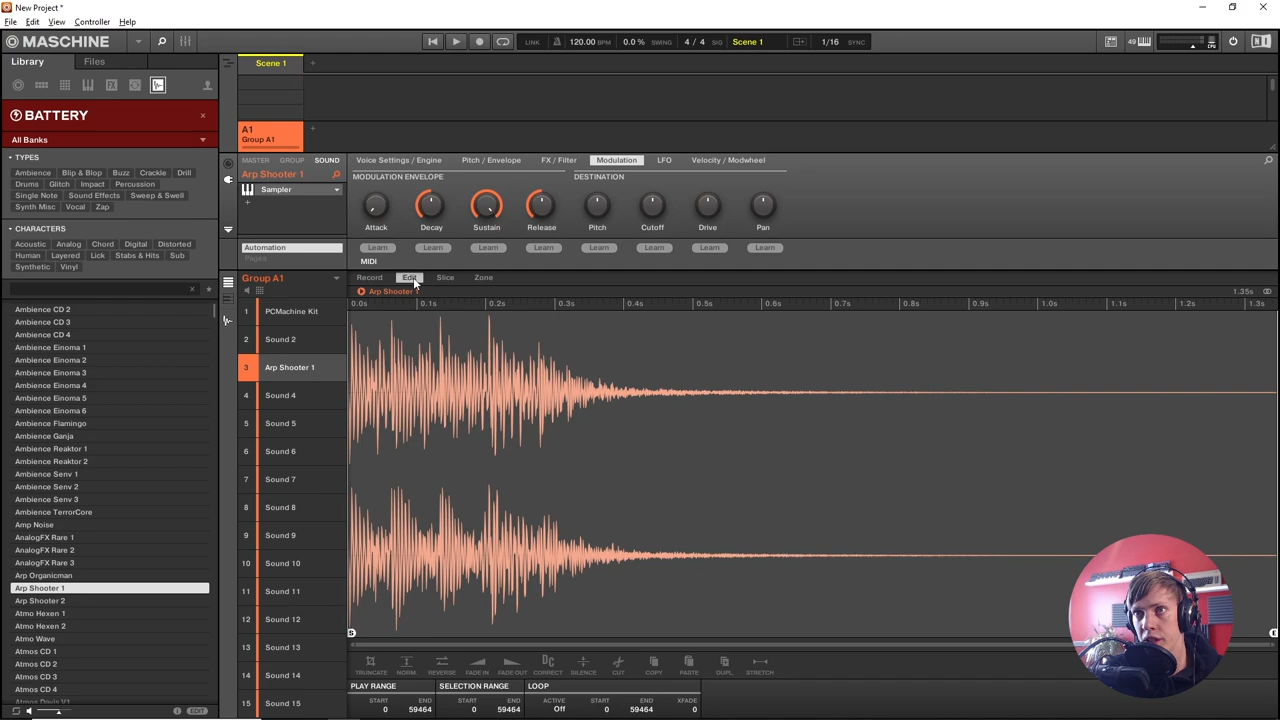 New Project *
File Edit View Controller Help
MASCHINE
LINK 120.00 BPM 0.0 % SWING 4 / 4 SIG Scene 1 1/16 SYNC
Library Files
Scene 1 +
BATTERY ×
All Banks
A1
Group A1
+
TYPES
Ambience Blip & Blop Buzz Crackle Drill
Drums Glitch Impact Percussion
Single Note Sound Effects Sweep & Swell
Synth Misc Vocal Zap
CHARACTERS
Acoustic Analog Chord Digital Distorted
Human Layered Lick Stabs & Hits Sub
Synthetic Vinyl
MASTER GROUP SOUND
Arp Shooter 1
Sampler
+
Voice Settings / Engine Pitch / Envelope FX / Filter Modulation LFO Velocity / Modwheel
MODULATION ENVELOPE DESTINATION
Attack Decay Sustain Release Pitch Cutoff Drive Pan
Automation Learn Learn Learn Learn Learn Learn Learn Learn
Pages MIDI
Group A1
Record Edit Slice Zone
Arp Shooter 1 1.35s
0.0s 0.1s 0.2s 0.3s 0.4s 0.5s 0.6s 0.7s 0.8s 0.9s 1.0s 1.1s 1.2s 1.3s
Ambience CD 2
Ambience CD 3
Ambience CD 4
Ambience Einoma 1
Ambience Einoma 2
Ambience Einoma 3
Ambience Einoma 4
Ambience Einoma 5
Ambience Einoma 6
Ambience Flamingo
Ambience Ganja
Ambience Reaktor 1
Ambience Reaktor 2
Ambience Senv 1
Ambience Senv 2
Ambience Senv 3
Ambience TerrorCore
Amp Noise
AnalogFX Rare 1
AnalogFX Rare 2
AnalogFX Rare 3
Arp Organicman
Arp Shooter 1
Arp Shooter 2
Atmo Hexen 1
Atmo Hexen 2
Atmo Wave
Atmos CD 1
Atmos CD 2
Atmos CD 3
Atmos CD 4
Atmos Davis V1
EDIT
1 PCMachine Kit
2 Sound 2
3 Arp Shooter 1
4 Sound 4
5 Sound 5
6 Sound 6
7 Sound 7
8 Sound 8
9 Sound 9
10 Sound 10
11 Sound 11
12 Sound 12
13 Sound 13
14 Sound 14
15 Sound 15
S
TRUNCATE NORM. REVERSE FADE IN FADE OUT CORRECT SILENCE CUT COPY PASTE DUPL. STRETCH
PLAY RANGE SELECTION RANGE LOOP
START END START END ACTIVE START END XFADE
0 59464 0 59464 Off 0 59464 0